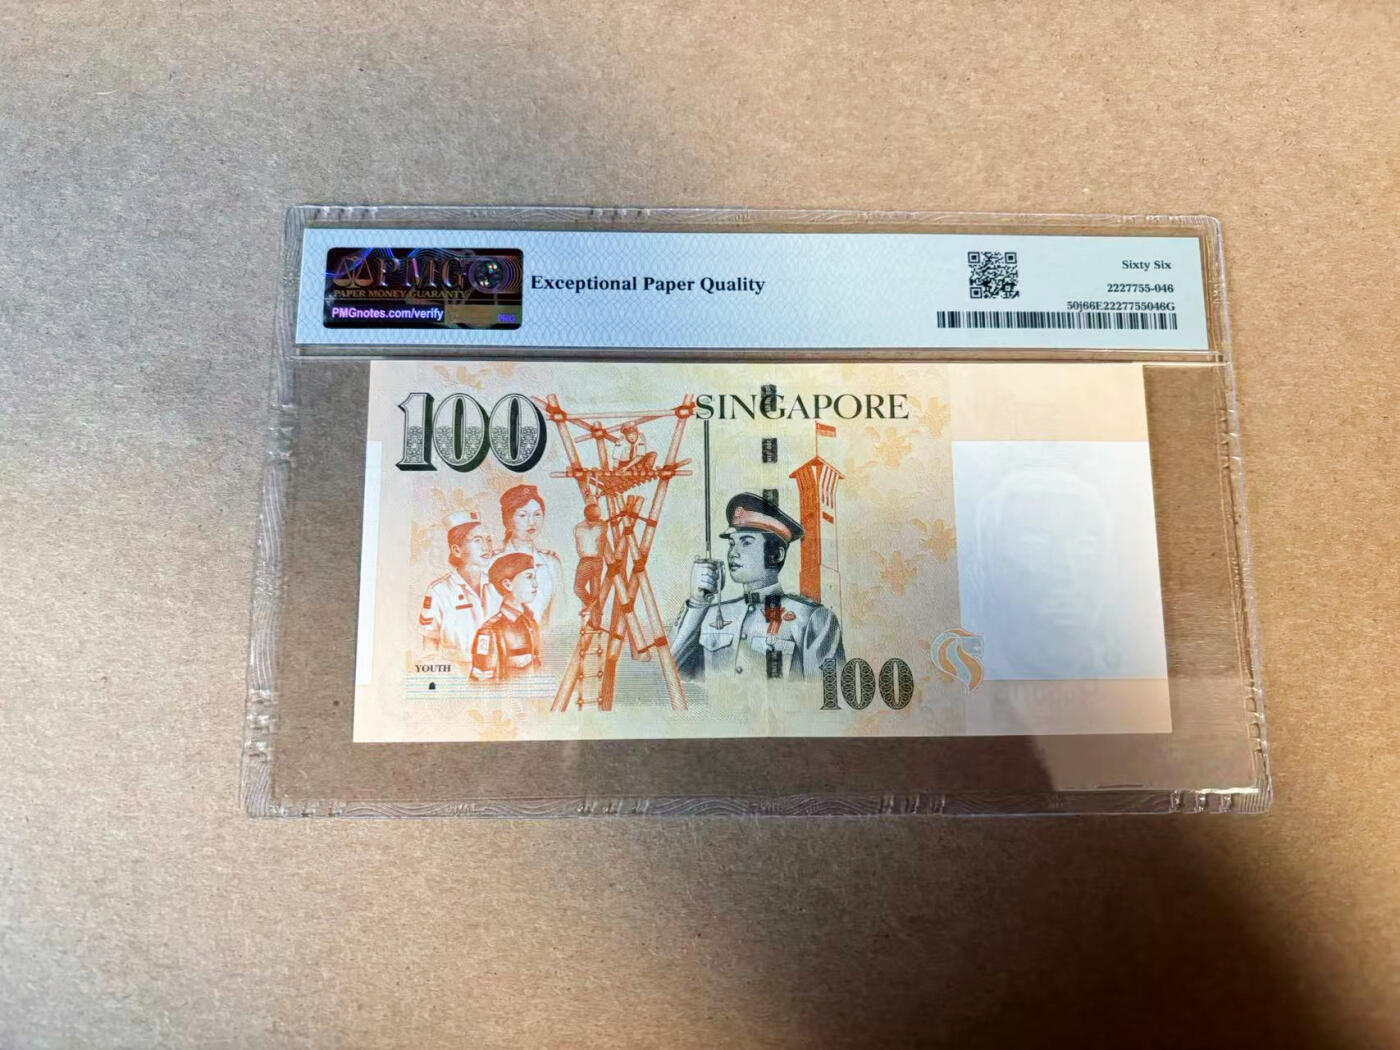 PMG
PAPER MONEY GUARANTY
PMGnotes.com/verify
PMG
Exceptional Paper Quality
Sixty Six
2227755-046
50j66E2227755046G
100
SINGAPORE
YOUTH
100